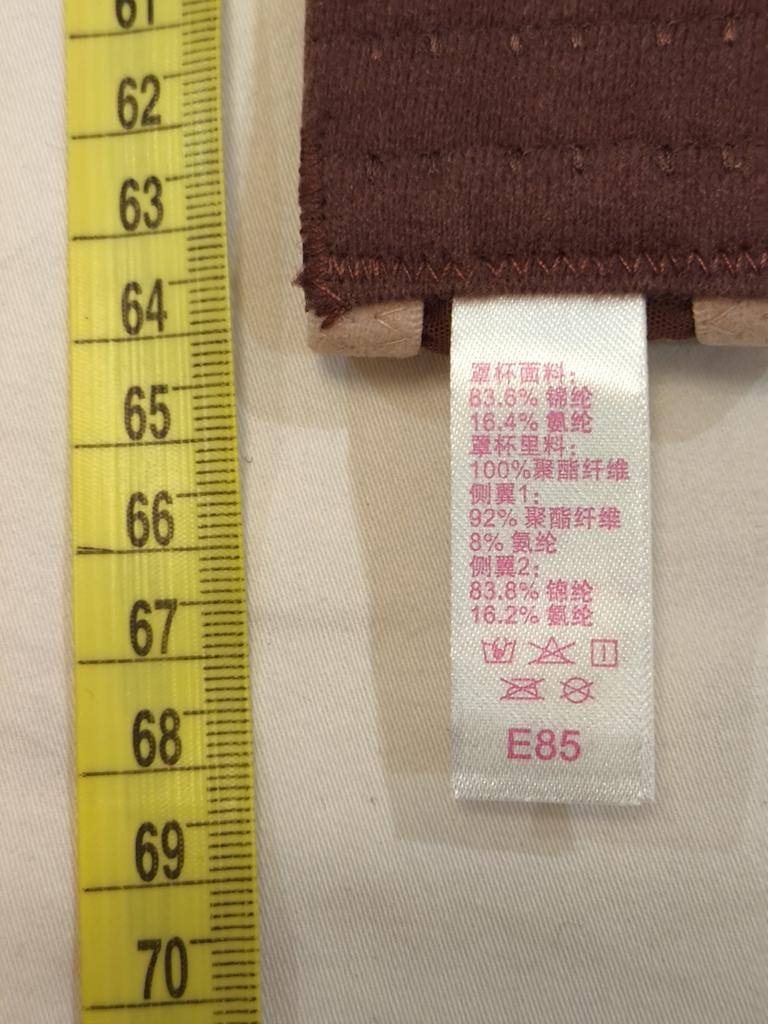 61
62
63
64
65
66
67
68
69
70
罩杯面料：
83.6% 锦纶
16.4% 氨纶
罩杯里料：
100%聚酯纤维
侧翼1：
92% 聚酯纤维
8% 氨纶
侧翼2：
83.8% 锦纶
16.2% 氨纶
E85